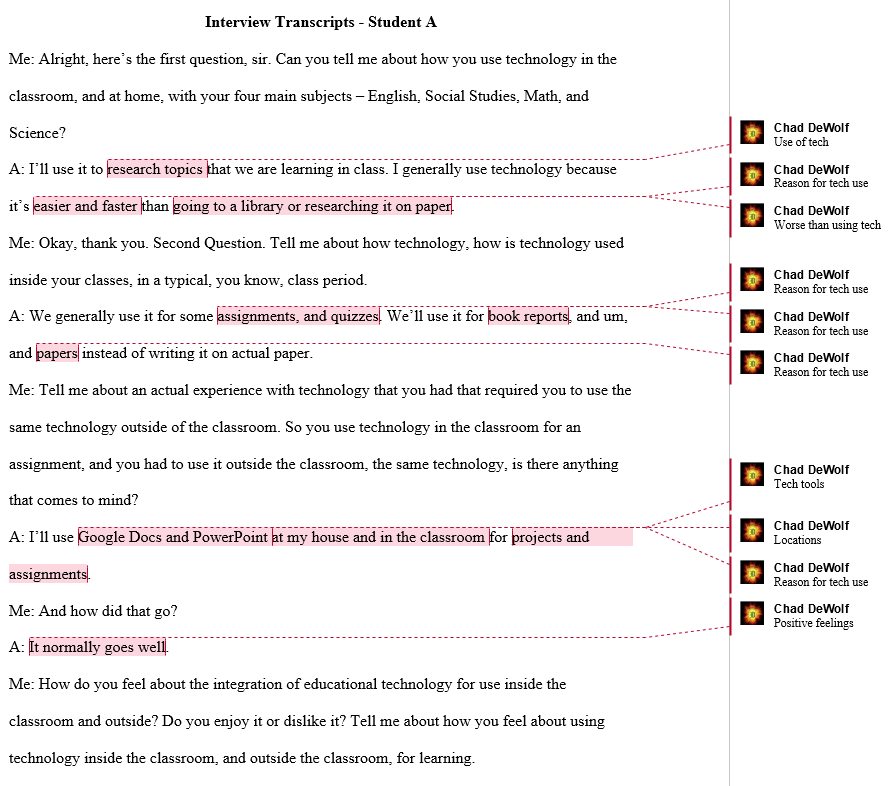 Interview Transcripts - Student A
Me: Alright, here’s the first question, sir. Can you tell me about how you use technology in the
classroom, and at home, with your four main subjects – English, Social Studies, Math, and
Science?
A: I’ll use it to research topics that we are learning in class. I generally use technology because
it’s easier and faster than going to a library or researching it on paper.
Me: Okay, thank you. Second Question. Tell me about how technology, how is technology used
inside your classes, in a typical, you know, class period.
A: We generally use it for some assignments, and quizzes. We’ll use it for book reports, and um,
and papers instead of writing it on actual paper.
Me: Tell me about an actual experience with technology that you had that required you to use the
same technology outside of the classroom. So you use technology in the classroom for an
assignment, and you had to use it outside the classroom, the same technology, is there anything
that comes to mind?
A: I’ll use Google Docs and PowerPoint at my house and in the classroom for projects and
assignments.
Me: And how did that go?
A: It normally goes well.
Me: How do you feel about the integration of educational technology for use inside the
classroom and outside? Do you enjoy it or dislike it? Tell me about how you feel about using
technology inside the classroom, and outside the classroom, for learning.
Chad DeWolf
Use of tech
Chad DeWolf
Reason for tech use
Chad DeWolf
Worse than using tech
Chad DeWolf
Reason for tech use
Chad DeWolf
Reason for tech use
Chad DeWolf
Reason for tech use
Chad DeWolf
Tech tools
Chad DeWolf
Locations
Chad DeWolf
Reason for tech use
Chad DeWolf
Positive feelings